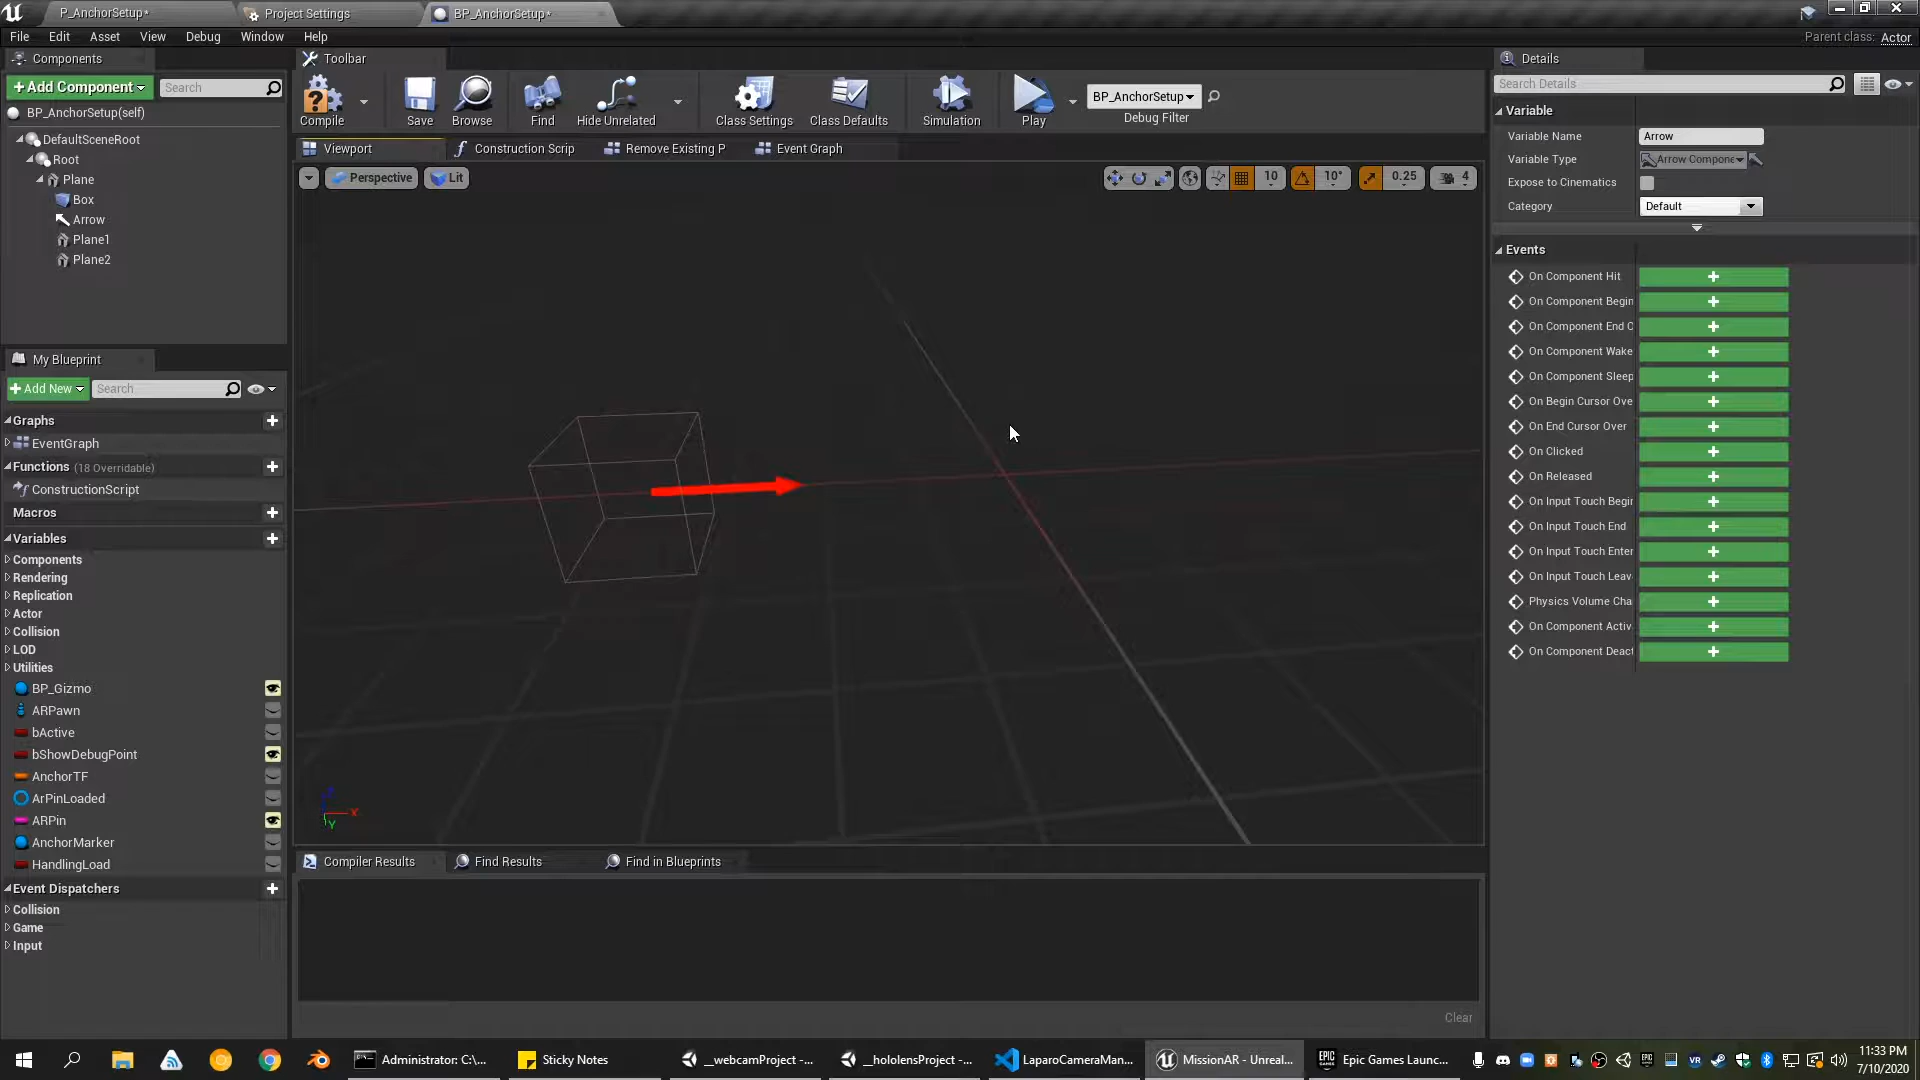 P_AnchorSetup*
Project Settings
BP_AnchorSetup*
File Edit Asset View Debug Window Help
Parent class: Actor
Components
+Add Component
Search
BP_AnchorSetup(self)
DefaultSceneRoot
Root
Plane
Box
Arrow
Plane1
Plane2
My Blueprint
+Add New
Search
Graphs
EventGraph
Functions (18 Overridable)
ConstructionScript
Macros
Variables
Components
Rendering
Replication
Actor
Collision
LOD
Utilities
BP_Gizmo
ARPawn
bActive
bShowDebugPoint
AnchorTF
ArPinLoaded
ARPin
AnchorMarker
HandlingLoad
Event Dispatchers
Collision
Game
Input
Toolbar
Compile
Save
Browse
Find
Hide Unrelated
Class Settings
Class Defaults
Simulation
Play
BP_AnchorSetup
Debug Filter
Viewport
Construction Scrip
Remove Existing P
Event Graph
Perspective
Lit
10
10°
0.25
4
X
Y
Compiler Results
Find Results
Find in Blueprints
Clear
Details
Search Details
Variable
Variable Name Arrow
Variable Type Arrow Compone
Expose to Cinematics
Category Default
Events
On Component Hit
On Component Begin
On Component End O
On Component Wake
On Component Sleep
On Begin Cursor Ove
On End Cursor Over
On Clicked
On Released
On Input Touch Begin
On Input Touch End
On Input Touch Enter
On Input Touch Leav
Physics Volume Cha
On Component Activ
On Component Deact
Administrator: C:\...
Sticky Notes
__webcamProject -...
__hololensProject -...
LaparoCameraMan...
MissionAR - Unreal...
Epic Games Launc...
11:33 PM
7/10/2020